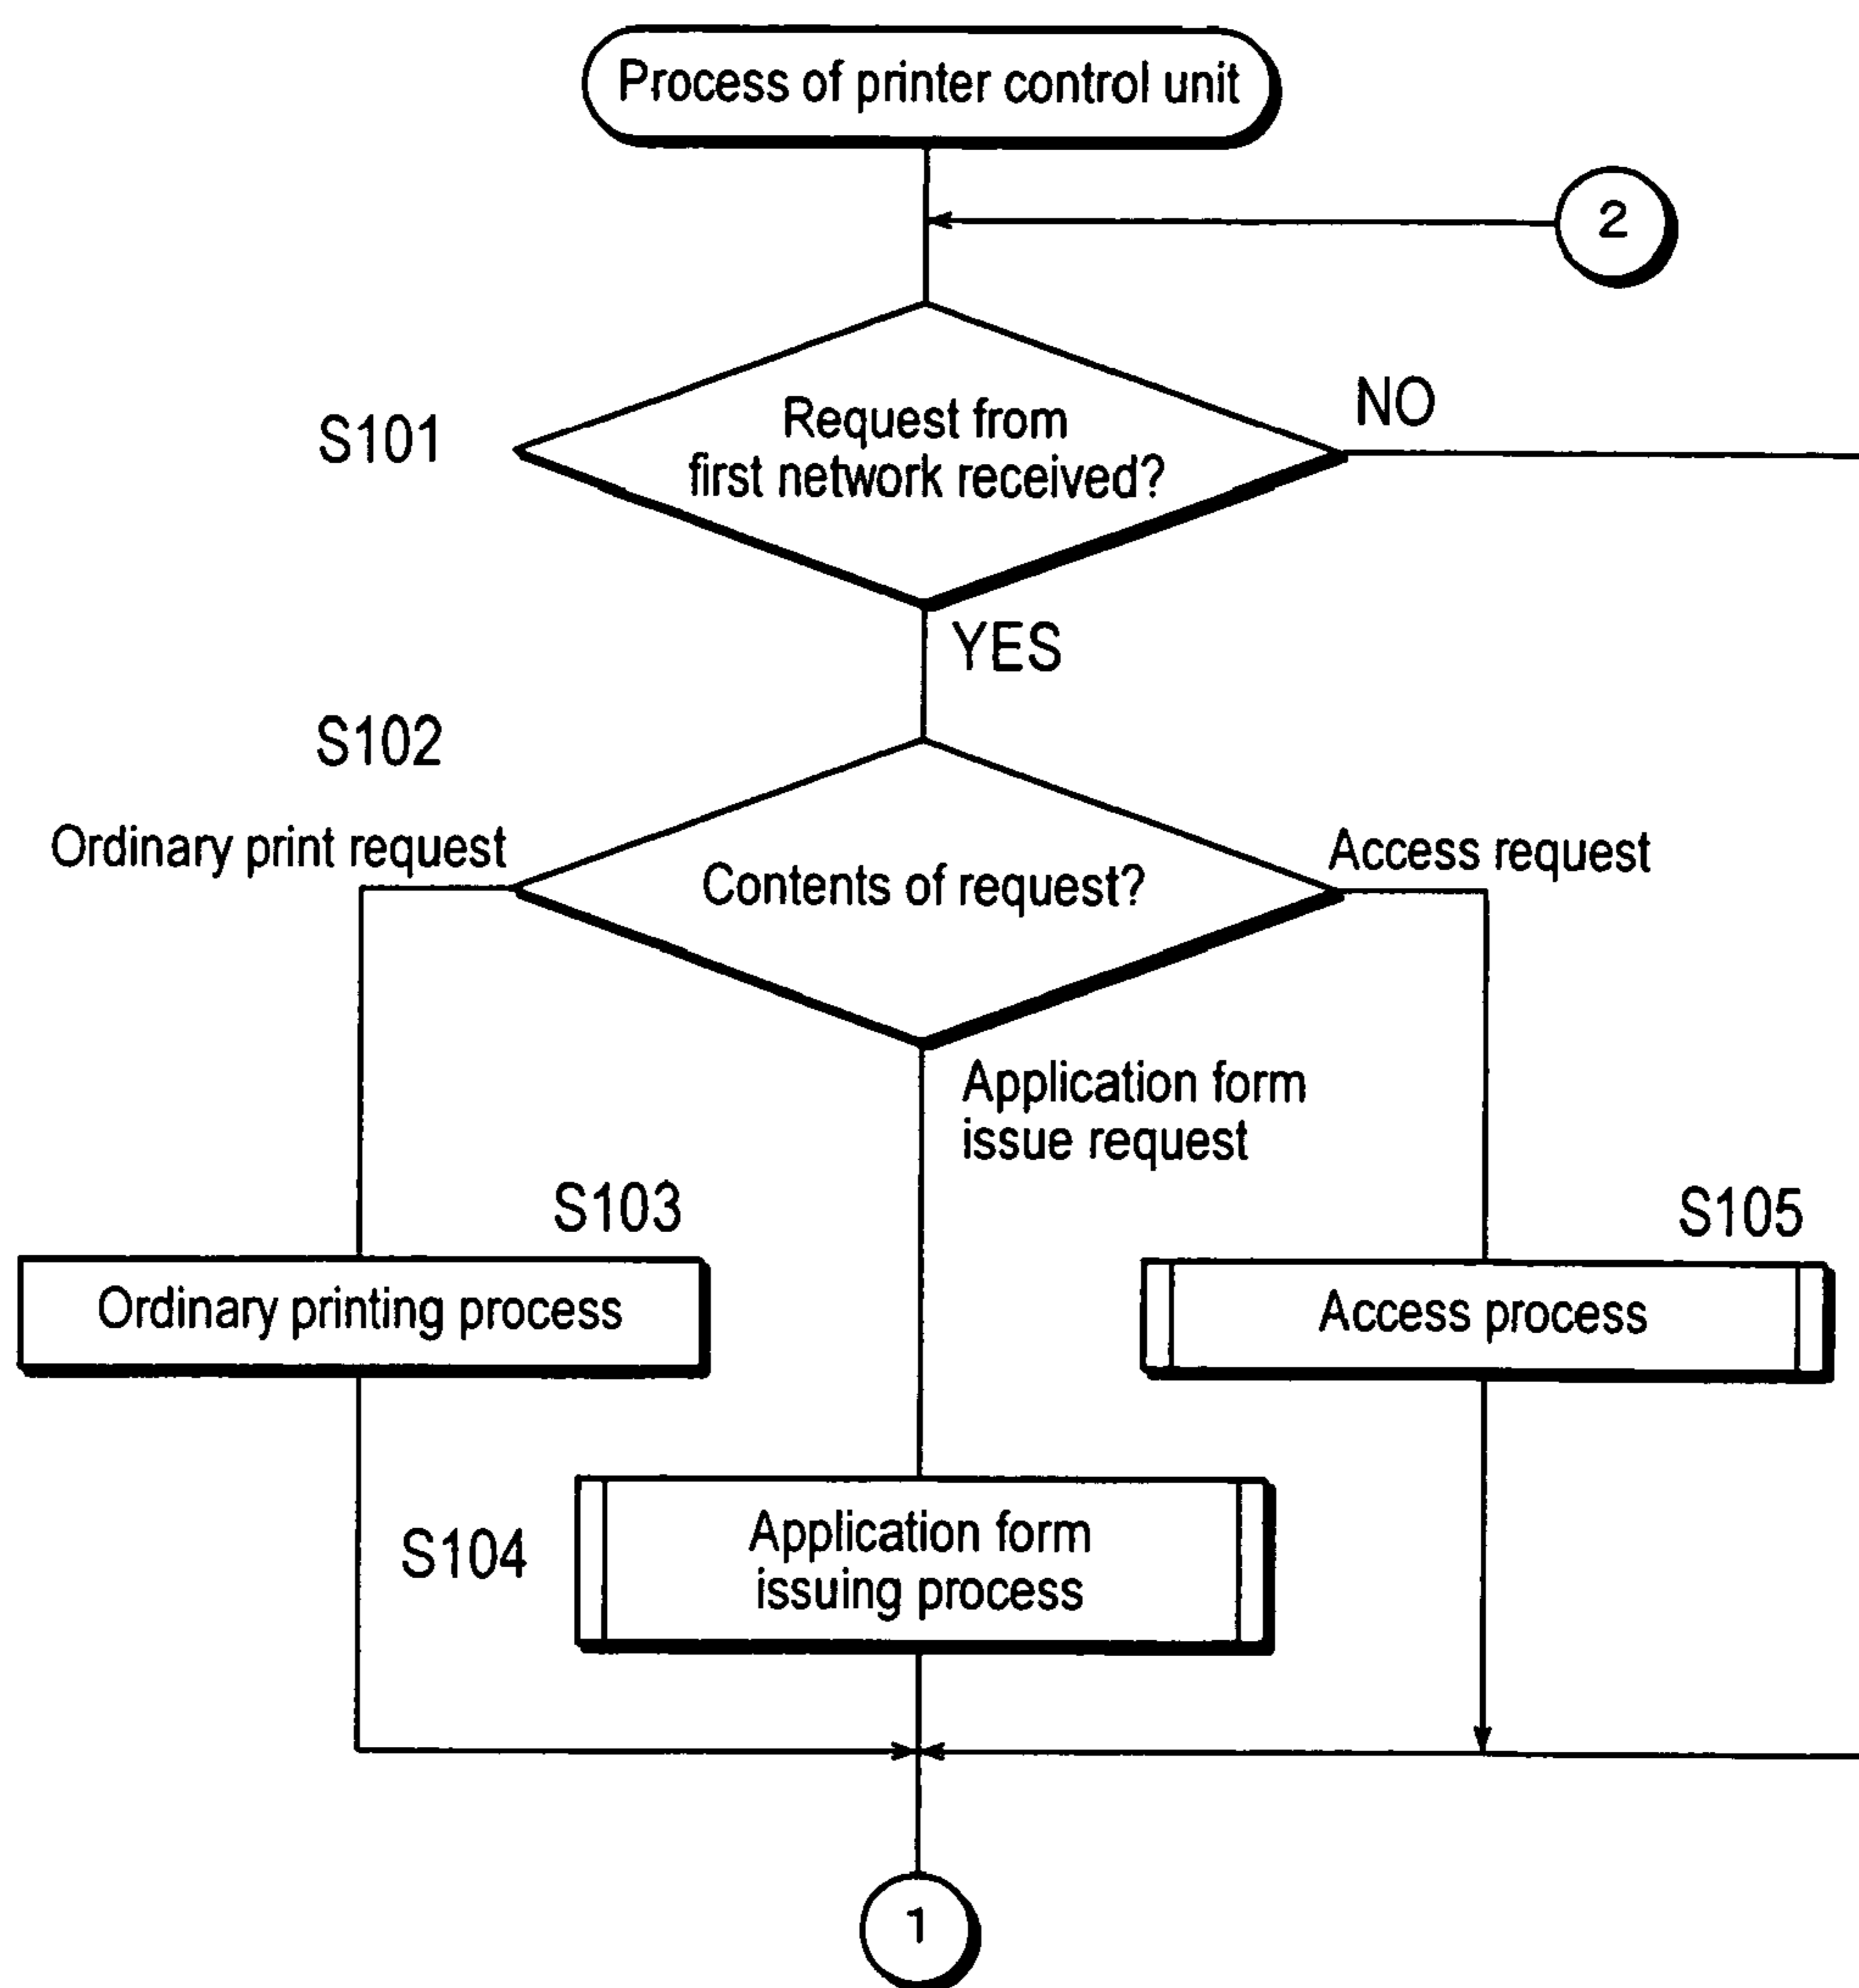 Process of printer control unit
2
S101
Request from
first network received?
NO
YES
S102
Ordinary print request
Contents of request?
Access request
Application form
issue request
S103
S105
Ordinary printing process
Access process
S104
Application form
issuing process
1